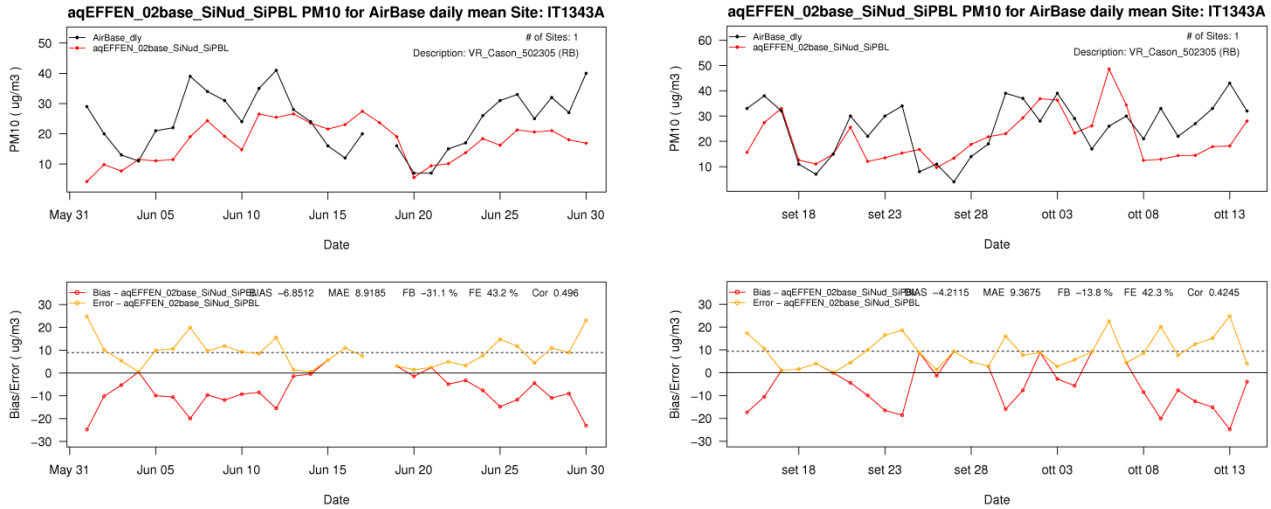 aqEFFEN_02base_SiNud_SiPBL PM10 for AirBase daily mean Site: IT1343A
AirBase_dly
aqEFFEN_02base_SiNud_SiPBL
# of Sites: 1
Description: VR_Cason_502305 (RB)
PM10 ( ug/m3 )
50
40
30
20
10
May 31 Jun 05 Jun 10 Jun 15 Jun 20 Jun 25 Jun 30
Date
Bias − aqEFFEN_02base_SiNud_SiPBL BIAS −6.8512 MAE 8.9185 FB −31.1 % FE 43.2 % Cor 0.496
Error − aqEFFEN_02base_SiNud_SiPBL
Bias/Error ( ug/m3 )
30
20
10
0
−10
−20
−30
May 31 Jun 05 Jun 10 Jun 15 Jun 20 Jun 25 Jun 30
Date
aqEFFEN_02base_SiNud_SiPBL PM10 for AirBase daily mean Site: IT1343A
AirBase_dly
aqEFFEN_02base_SiNud_SiPBL
# of Sites: 1
Description: VR_Cason_502305 (RB)
PM10 ( ug/m3 )
60
50
40
30
20
10
set 18 set 23 set 28 ott 03 ott 08 ott 13
Date
Bias − aqEFFEN_02base_SiNud_SiPBL BIAS −4.2115 MAE 9.3675 FB −13.8 % FE 42.3 % Cor 0.4245
Error − aqEFFEN_02base_SiNud_SiPBL
Bias/Error ( ug/m3 )
30
20
10
0
−10
−20
−30
set 18 set 23 set 28 ott 03 ott 08 ott 13
Date